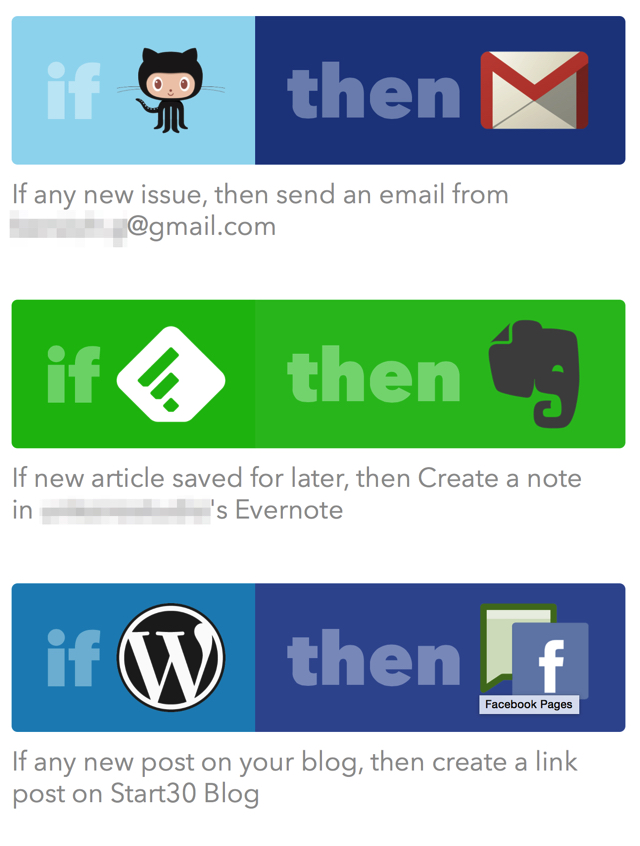 if then
If any new issue, then send an email from
@gmail.com
if then
If new article saved for later, then Create a note
in 's Evernote
if then
Facebook Pages
If any new post on your blog, then create a link
post on Start30 Blog